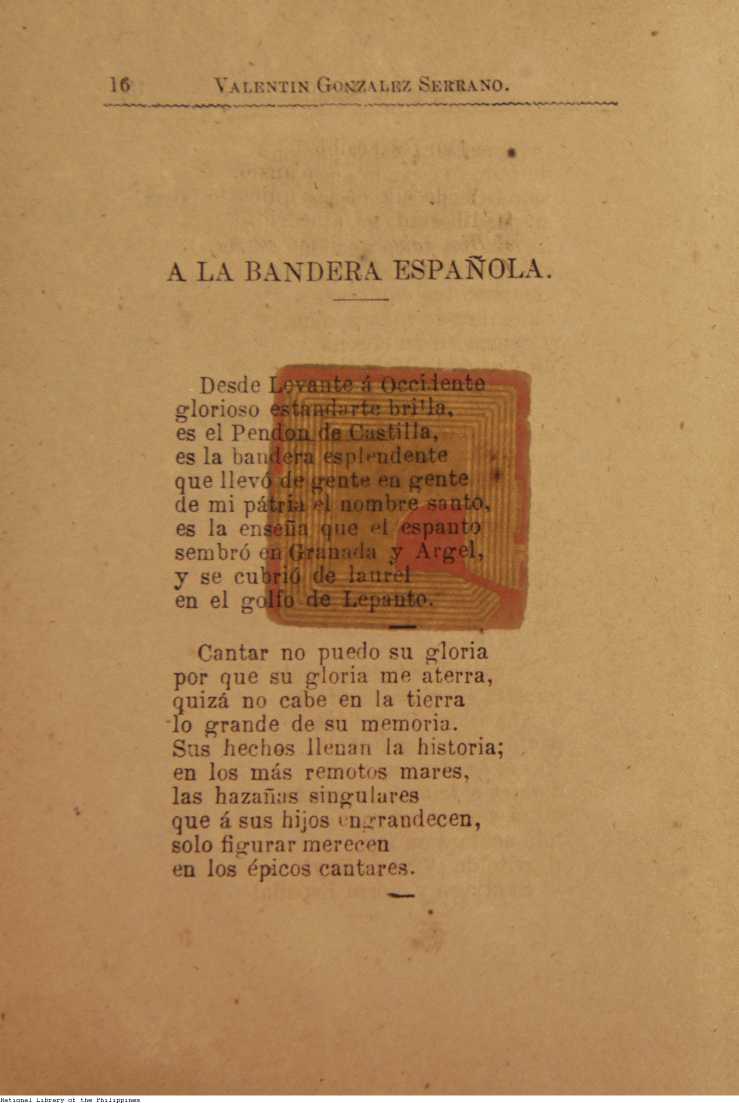 16 VALENTIN GONZALEZ SERRANO.
A LA BANDERA ESPAÑOLA.
Desde Levante á Occidente
glorioso estandarte brilla,
es el Pendon de Castilla,
es la bandera esplendente
que llevó de gente en gente
de mi pátria el nombre santo,
es la enseña que el espanto
sembró en Granada y Argel,
y se cubrió de laurel
en el golfo de Lepanto.
Cantar no puedo su gloria
por que su gloria me aterra,
quizá no cabe en la tierra
lo grande de su memoria.
Sus hechos llenan la historia;
en los más remotos mares,
las hazañas singulares
que á sus hijos engrandecen,
solo figurar merecen
en los épicos cantares.
National Library of the Philippines